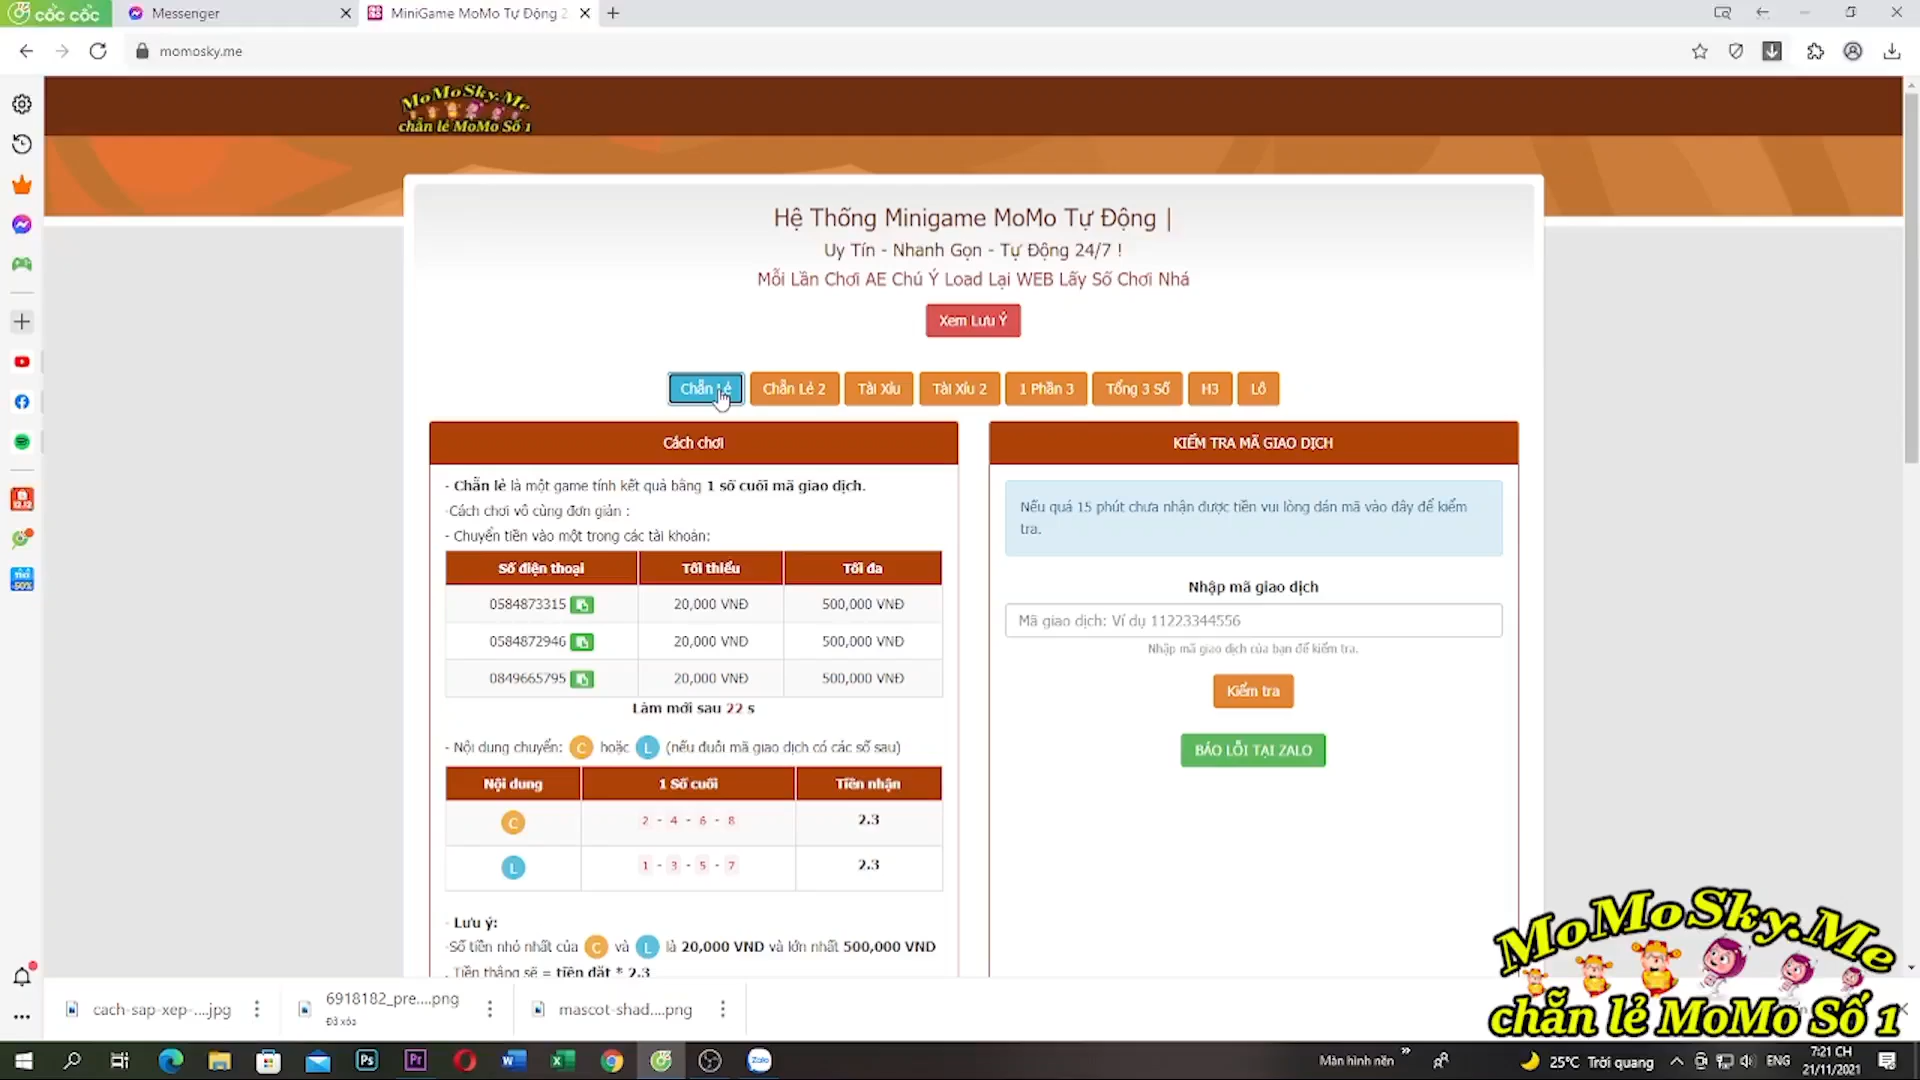 cốc cốc
Messenger
MiniGame MoMo Tự Động 2
momosky.me
MoMoSky.Me
chẵn lẻ MoMo Số 1
Hệ Thống Minigame MoMo Tự Động |
Uy Tín - Nhanh Gọn - Tự Động 24/7 !
Mỗi Lần Chơi AE Chú Ý Load Lại WEB Lấy Số Chơi Nhá
Xem Lưu Ý
Chẵn Lẻ
Chẵn Lẻ 2
Tài Xỉu
Tài Xỉu 2
1 Phần 3
Tổng 3 Số
H3
Lô
Cách chơi
- Chẵn lẻ là một game tính kết quả bằng 1 số cuối mã giao dịch.
-Cách chơi vô cùng đơn giản :
- Chuyển tiền vào một trong các tài khoản:
Số điện thoại Tối thiểu Tối đa
0584873315 20,000 VNĐ 500,000 VNĐ
0584872946 20,000 VNĐ 500,000 VNĐ
0849665795 20,000 VNĐ 500,000 VNĐ
Làm mới sau 22 s
- Nội dung chuyển: C hoặc L (nếu đuôi mã giao dịch có các số sau)
Nội dung 1 Số cuối Tiền nhận
C 2 - 4 - 6 - 8 2.3
L 1 - 3 - 5 - 7 2.3
- Lưu ý:
-Số tiền nhỏ nhất của C và L là 20,000 VND và lớn nhất 500,000 VND
. Tiền thắng sẽ = tiền đặt * 2.3
KIỂM TRA MÃ GIAO DỊCH
Nếu quá 15 phút chưa nhận được tiền vui lòng dán mã vào đây để kiểm
tra.
Nhập mã giao dịch
Mã giao dịch: Ví dụ 11223344556
Nhập mã giao dịch của bạn để kiểm tra.
Kiểm tra
BÁO LỖI TẠI ZALO
MoMoSky.Me
chẵn lẻ MoMo Số 1
cach-sap-xep-....jpg
6918182_pre....png
Đã xóa
mascot-shad....png
Màn hình nền
25°C Trời quang
ENG
7:21 CH
21/11/2021